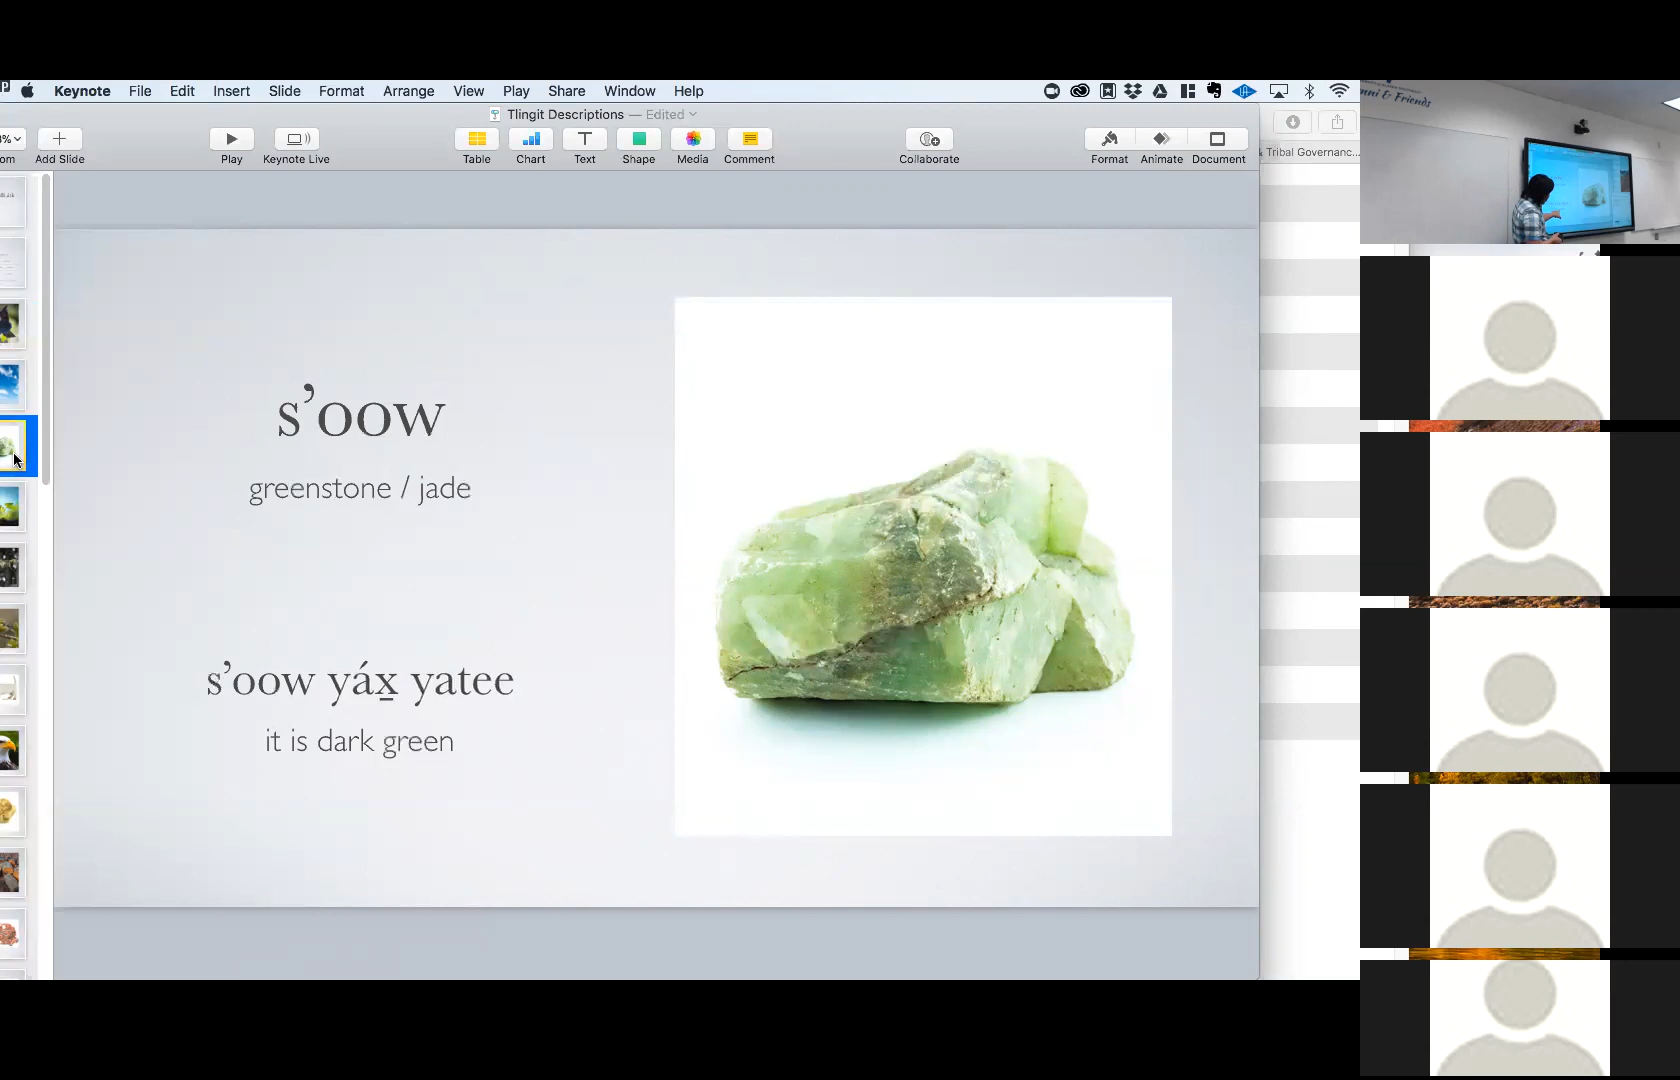 Keynote File Edit Insert Slide Format Arrange View Play Share Window Help
Tlingit Descriptions — Edited
Add Slide Play Keynote Live Table Chart Text Shape Media Comment Collaborate Format Animate Document
Tribal Governanc...
& Friends
s’oow
greenstone / jade
s’oow yáx̱ yatee
it is dark green